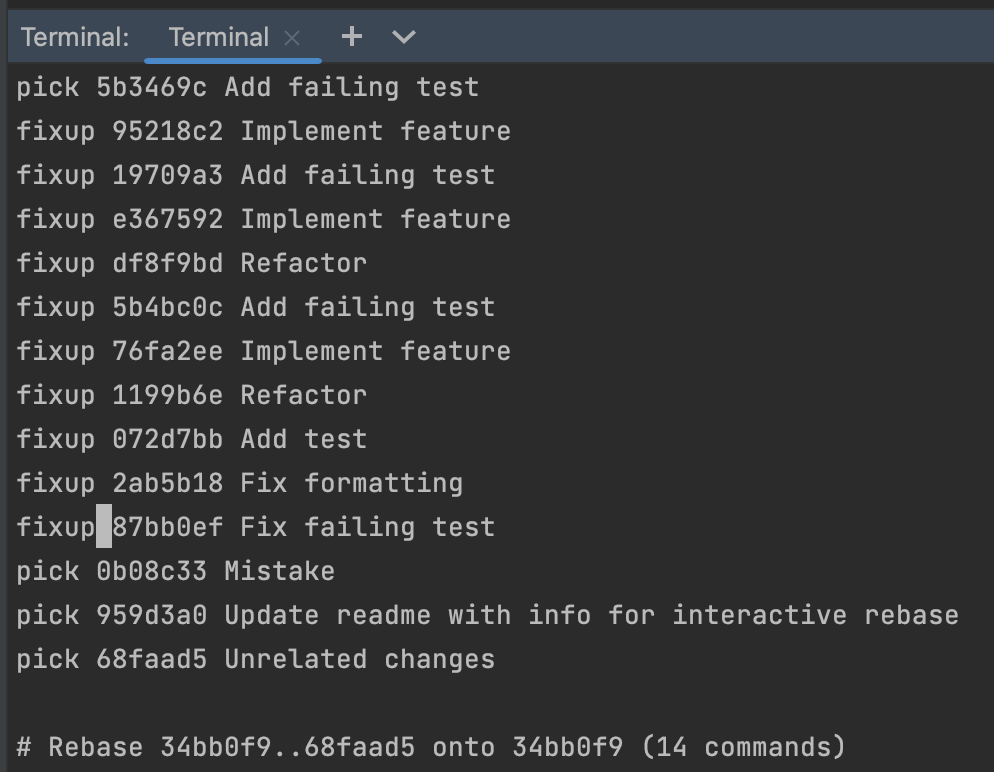 Terminal: Terminal × +
pick 5b3469c Add failing test
fixup 95218c2 Implement feature
fixup 19709a3 Add failing test
fixup e367592 Implement feature
fixup df8f9bd Refactor
fixup 5b4bc0c Add failing test
fixup 76fa2ee Implement feature
fixup 1199b6e Refactor
fixup 072d7bb Add test
fixup 2ab5b18 Fix formatting
fixup 87bb0ef Fix failing test
pick 0b08c33 Mistake
pick 959d3a0 Update readme with info for interactive rebase
pick 68faad5 Unrelated changes
# Rebase 34bb0f9..68faad5 onto 34bb0f9 (14 commands)